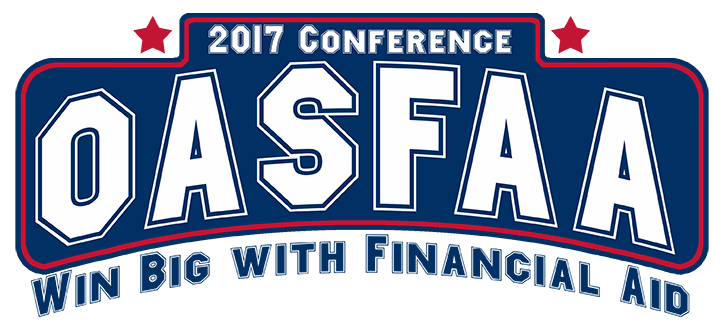 2017 Conference
OASFAA
Win Big with Financial Aid